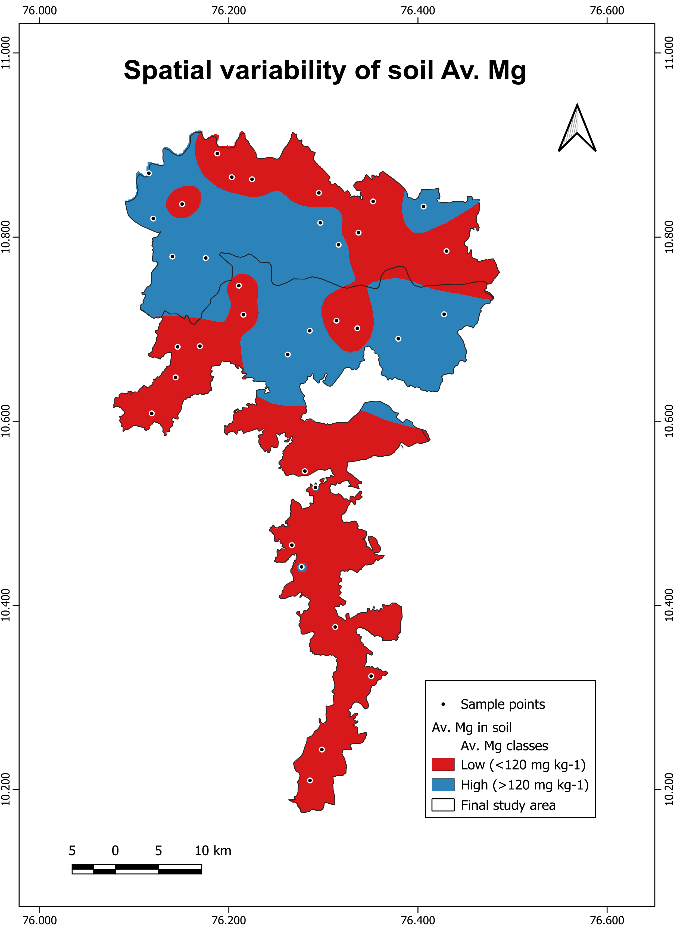 76.000 76.200 76.400 76.600
Spatial variability of soil Av. Mg
11.000 11.000
10.800 10.800
10.600 10.600
10.400 10.400
Sample points
Av. Mg in soil
Av. Mg classes
Low (<120 mg kg-1)
High (>120 mg kg-1)
10.200 10.200
Final study area
5 0 5 10 km
76.000 76.200 76.400 76.600